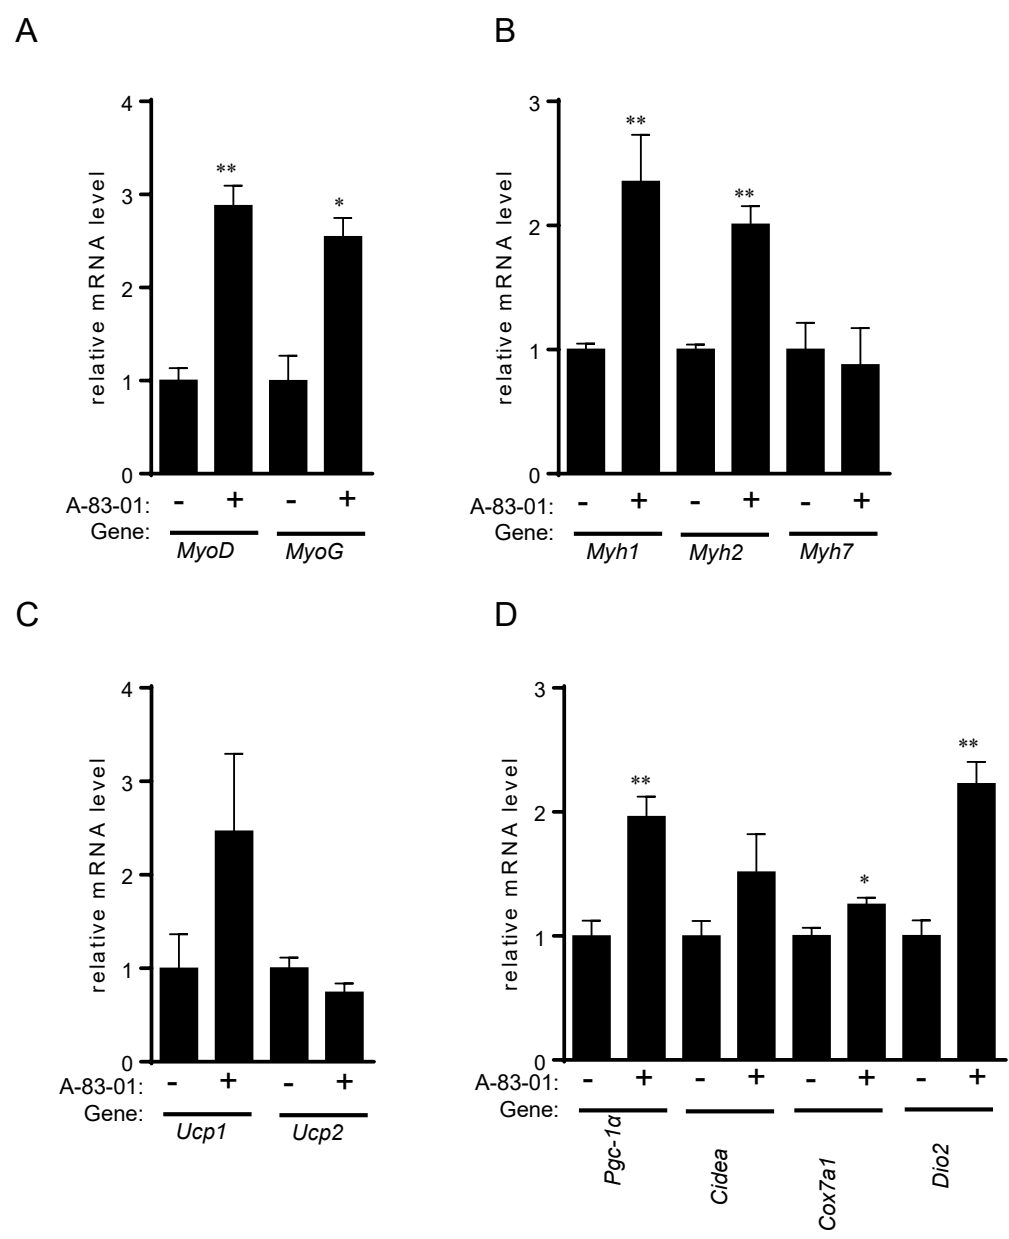 A
relative mRNA level
4
3
2
1
0
**
*
A-83-01: - + - +
Gene:
MyoD MyoG
B
relative mRNA level
3
2
1
0
**
**
A-83-01: - + - + - +
Gene:
Myh1 Myh2 Myh7
C
relative mRNA level
4
3
2
1
0
A-83-01: - + - +
Gene:
Ucp1 Ucp2
D
relative mRNA level
3
2
1
0
**
*
**
A-83-01: - + - + - + - +
Gene:
Pgc-1α
Cidea
Cox7a1
Dio2